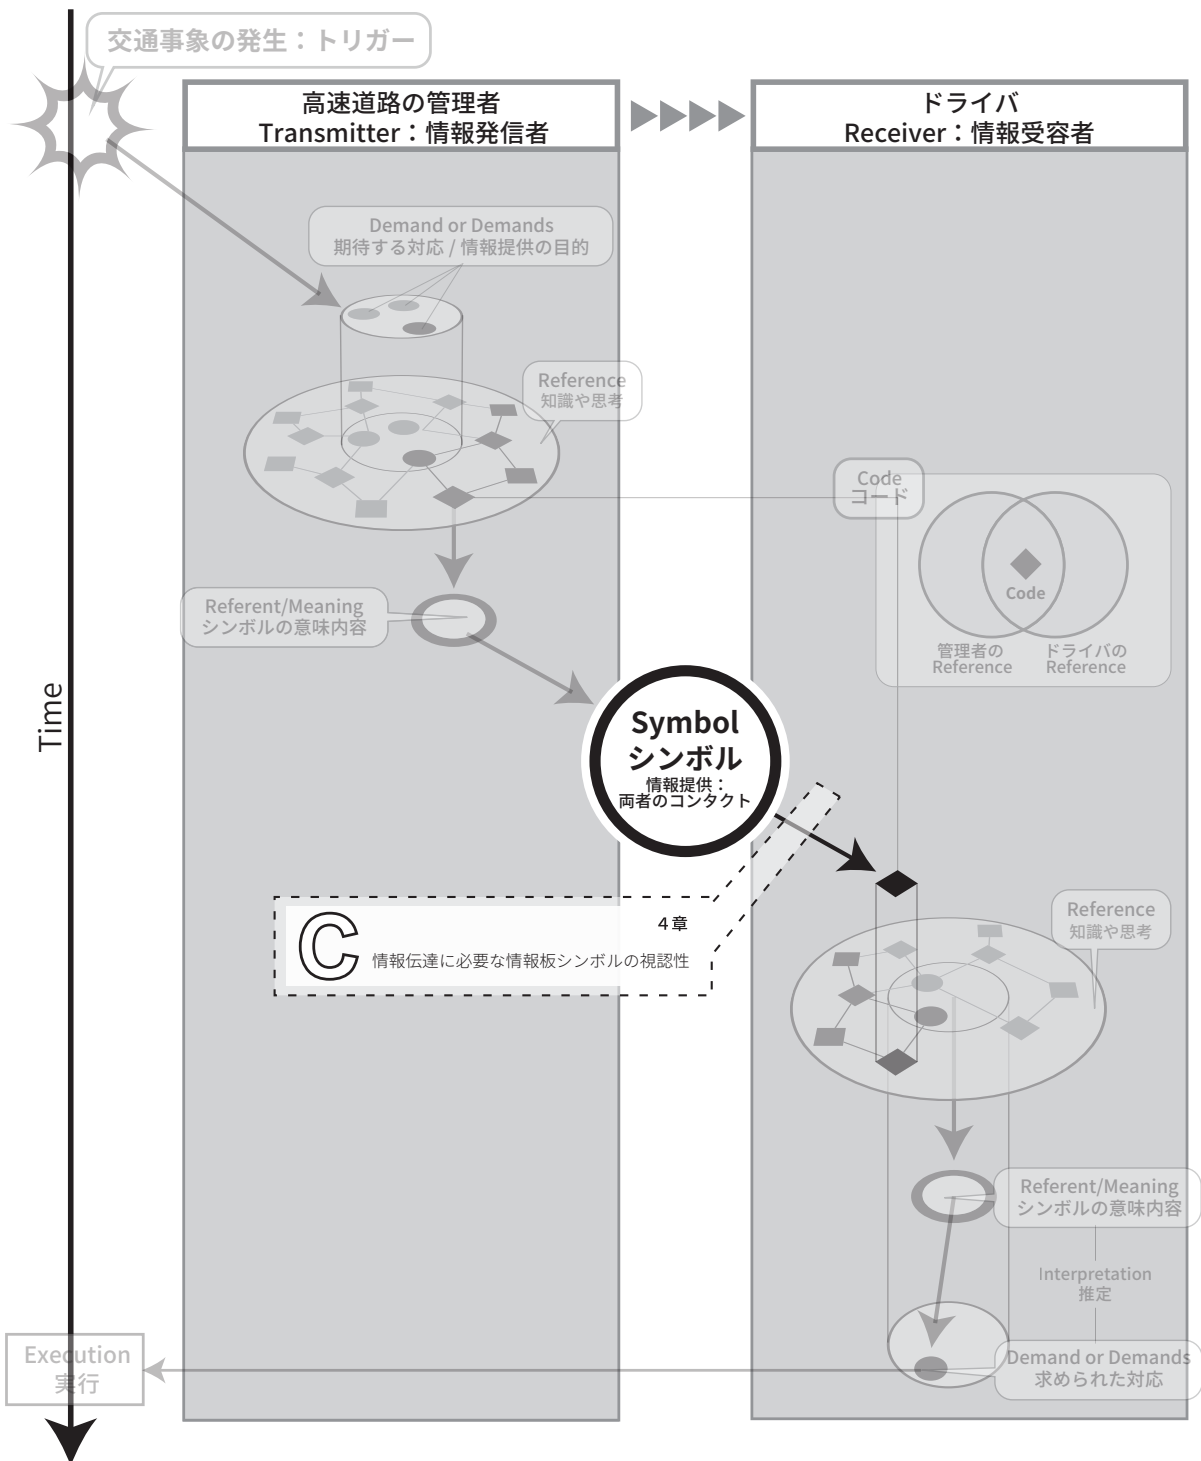 交通事象の発生：トリガー
高速道路の管理者
Transmitter：情報発信者
ドライバ
Receiver：情報受容者
Demand or Demands
期待する対応 / 情報提供の目的
Reference
知識や思考
Code
コード
Code
管理者の
Reference
ドライバの
Reference
Referent/Meaning
シンボルの意味内容
Time
Symbol
シンボル
情報提供：
両者のコンタクト
C
4章
情報伝達に必要な情報板シンボルの視認性
Reference
知識や思考
Referent/Meaning
シンボルの意味内容
Interpretation
推定
Demand or Demands
求められた対応
Execution
実行